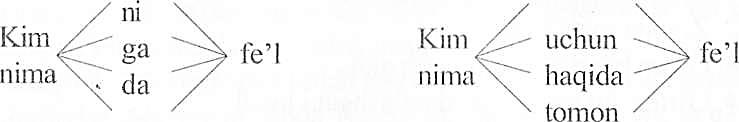 Kim
nima
ni
ga
da
fe’l
Kim
nima
uchun
haqida
tomon
fe’l